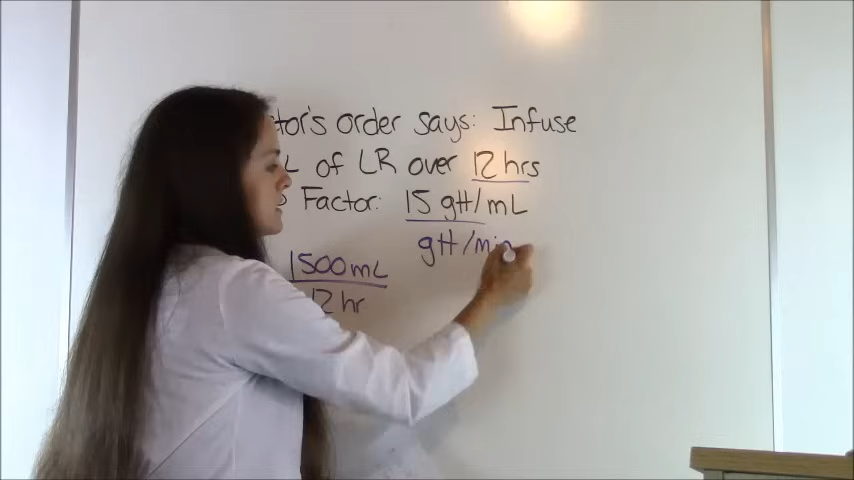 tor's order says: Infuse
L of LR over 12 hrs
Factor: 15 gtt/mL
gtt/min
1500mL
12 hr